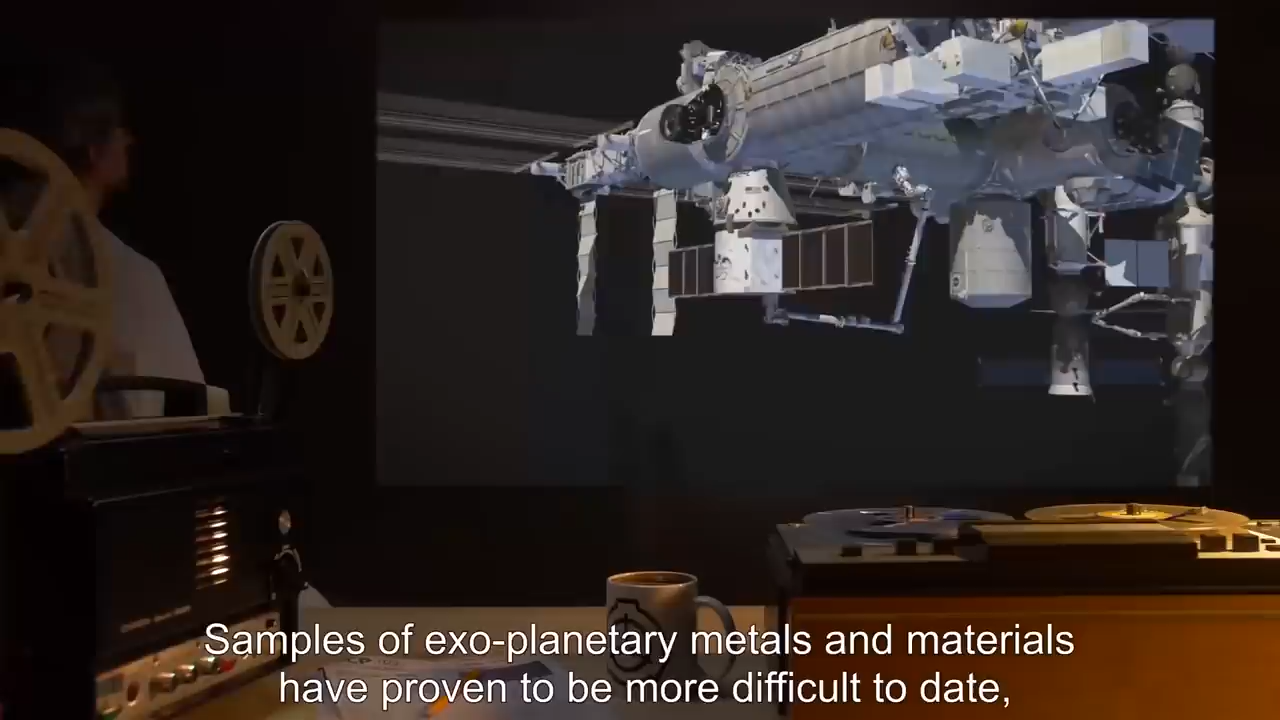 Samples of exo-planetary metals and materials
have proven to be more difficult to date,